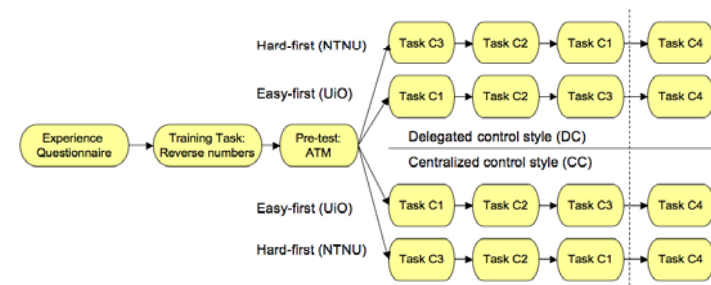 Hard-first (NTNU)
Task C3
Task C2
Task C1
Task C4
Easy-first (UiO)
Task C1
Task C2
Task C3
Task C4
Experience
Questionnaire
Training Task:
Reverse numbers
Pre-test:
ATM
Delegated control style (DC)
Centralized control style (CC)
Easy-first (UiO)
Task C1
Task C2
Task C3
Task C4
Hard-first (NTNU)
Task C3
Task C2
Task C1
Task C4